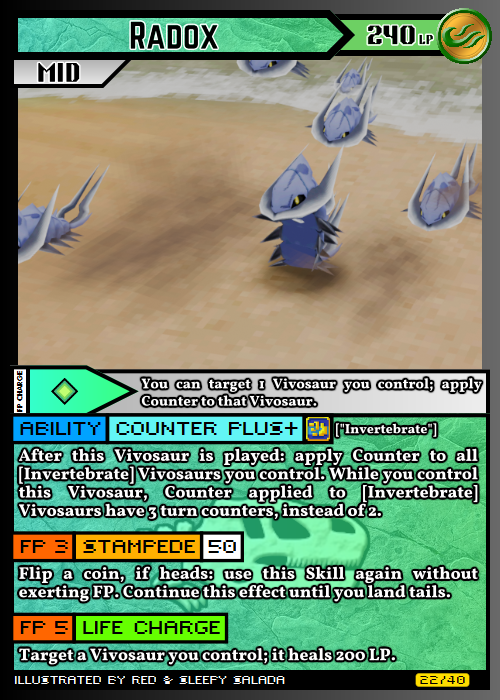 RADOX
240 LP
MID
FP CHARGE
You can target 1 Vivosaur you control; apply
Counter to that Vivosaur.
ABILITY COUNTER PLUS+ ["Invertebrate"]
After this Vivosaur is played: apply Counter to all
[Invertebrate] Vivosaurs you control. While you control
this Vivosaur, Counter applied to [Invertebrate]
Vivosaurs have 3 turn counters, instead of 2.
FP 3 STAMPEDE 50
Flip a coin, if heads: use this Skill again without
exerting FP. Continue this effect until you land tails.
FP 5 LIFE CHARGE
Target a Vivosaur you control; it heals 200 LP.
ILLUSTRATED BY RED & SLEEPY SALADA
22/40